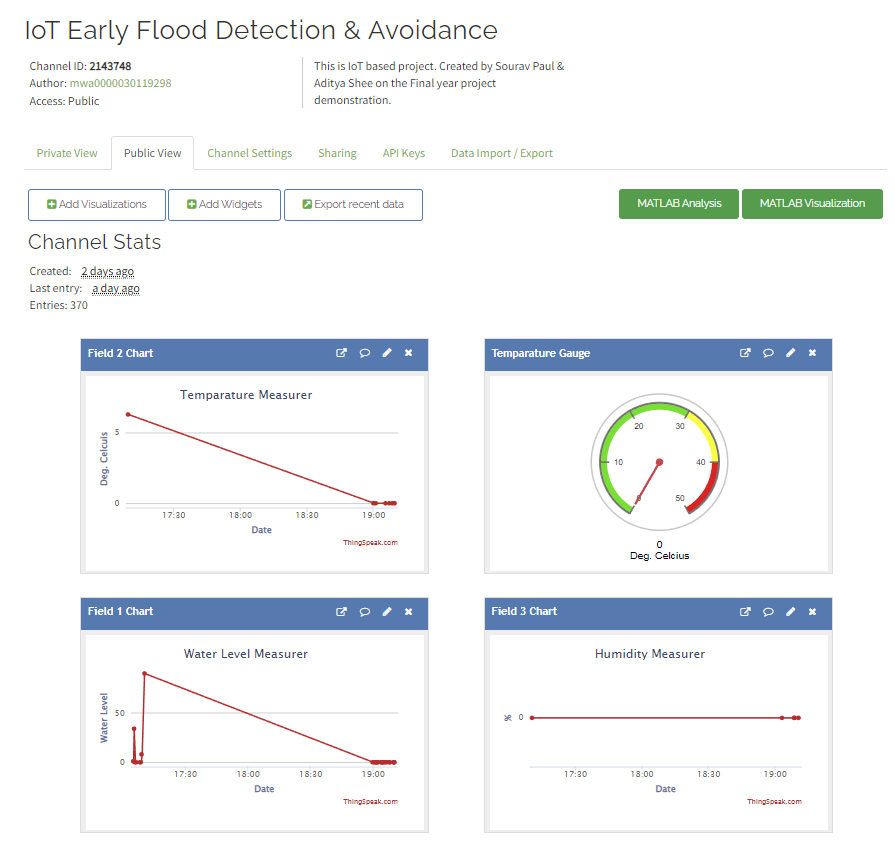 IoT Early Flood Detection & Avoidance
Channel ID: 2143748
Author: mwa0000030119298
Access: Public
This is IoT based project. Created by Sourav Paul &
Aditya Shee on the Final year project
demonstration.
Private View
Public View
Channel Settings
Sharing
API Keys
Data Import / Export
Add Visualizations
Add Widgets
Export recent data
MATLAB Analysis
MATLAB Visualization
Channel Stats
Created: 2 days ago
Last entry: a day ago
Entries: 370
Field 2 Chart
Temparature Measurer
Deg. Celcuis
5
0
17:30 18:00 18:30 19:00
Date
ThingSpeak.com
Temparature Gauge
0
10
20
30
40
50
0
Deg. Celcius
Field 1 Chart
Water Level Measurer
Water Level
50
0
17:30 18:00 18:30 19:00
Date
ThingSpeak.com
Field 3 Chart
Humidity Measurer
%
0
17:30 18:00 18:30 19:00
Date
ThingSpeak.com